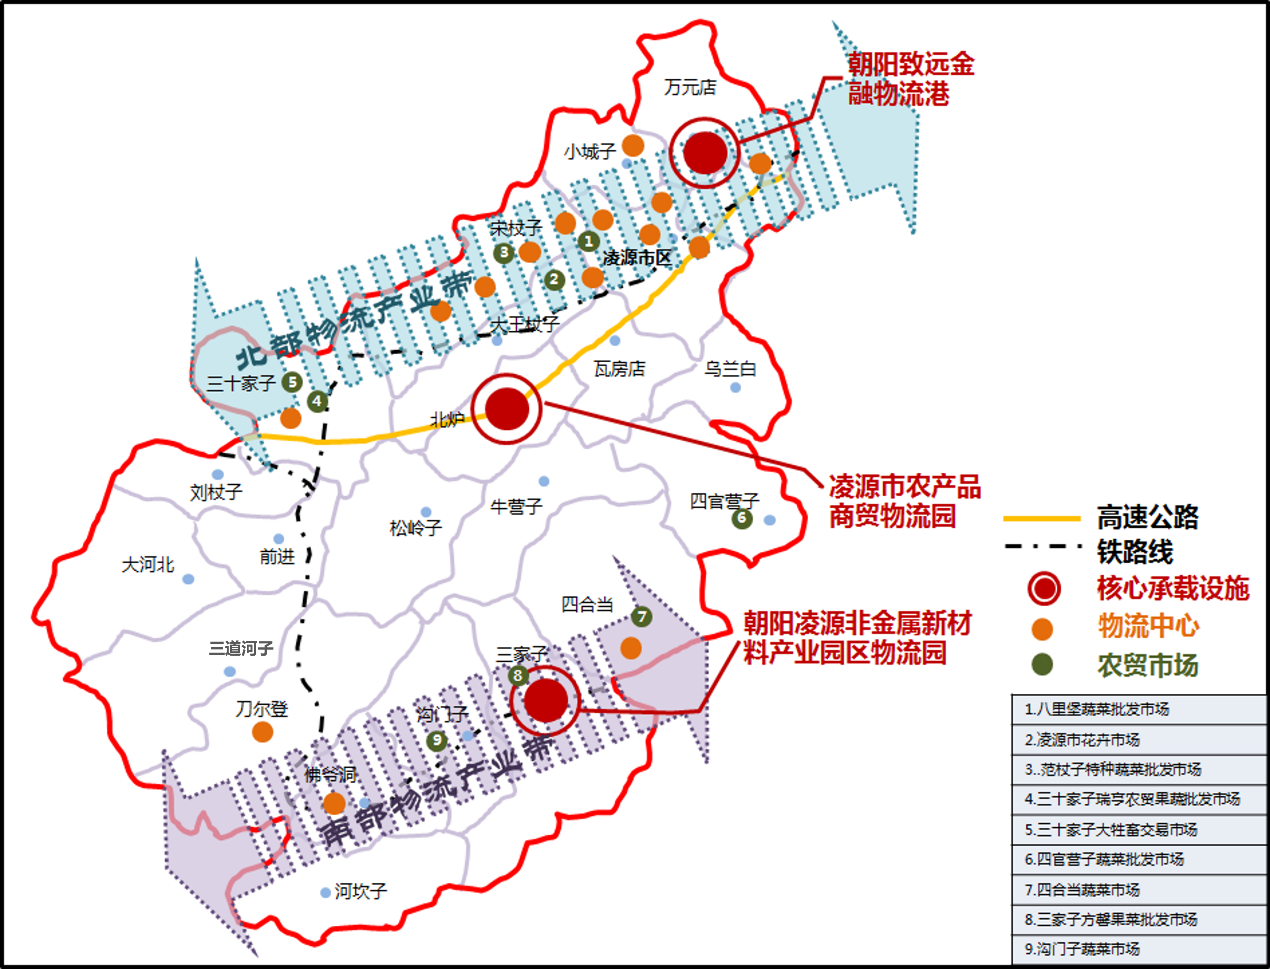 万元店
朝阳致远金
融物流港
小城子
宋杖子
3
1
凌源市区
2
北部物流产业带
大王杖子
三十家子
5
4
瓦房店
乌兰白
北炉
凌源市农产品
商贸物流园
刘杖子
牛营子
四官营子
6
松岭子
高速公路
前进
大河北
铁路线
核心承载设施
四合当
7
朝阳凌源非金属新材
料产业园区物流园
物流中心
三道河子
三家子
8
农贸市场
刀尔登
沟门子
9
佛爷洞
南部物流产业带
河坎子
1.八里堡蔬菜批发市场
2.凌源市花卉市场
3..范杖子特种蔬菜批发市场
4.三十家子瑞亨农贸果蔬批发市场
5.三十家子大牲畜交易市场
6.四官营子蔬菜批发市场
7.四合当蔬菜市场
8.三家子方馨果菜批发市场
9.沟门子蔬菜市场